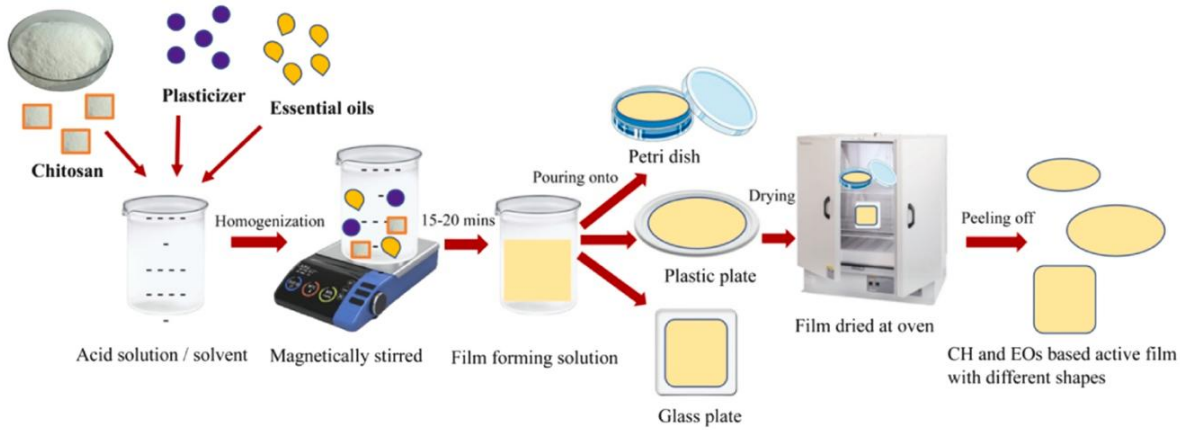 Plasticizer
Essential oils
Chitosan
Homogenization
15-20 mins
Pouring onto
Petri dish
Drying
Peeling off
Plastic plate
Acid solution / solvent
Magnetically stirred
Film forming solution
Film dried at oven
Glass plate
CH and EOs based active film
with different shapes